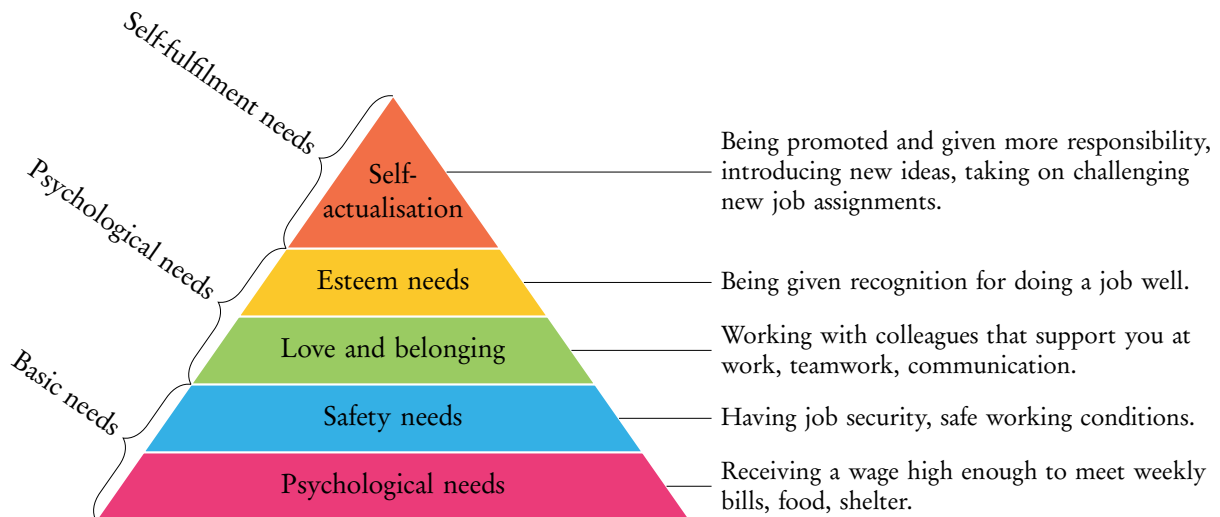 Self-fulfilment needs
Psychological needs
Basic needs
Self-
actualisation
Being promoted and given more responsibility,
introducing new ideas, taking on challenging
new job assignments.
Esteem needs
Being given recognition for doing a job well.
Love and belonging
Working with colleagues that support you at
work, teamwork, communication.
Safety needs
Having job security, safe working conditions.
Psychological needs
Receiving a wage high enough to meet weekly
bills, food, shelter.